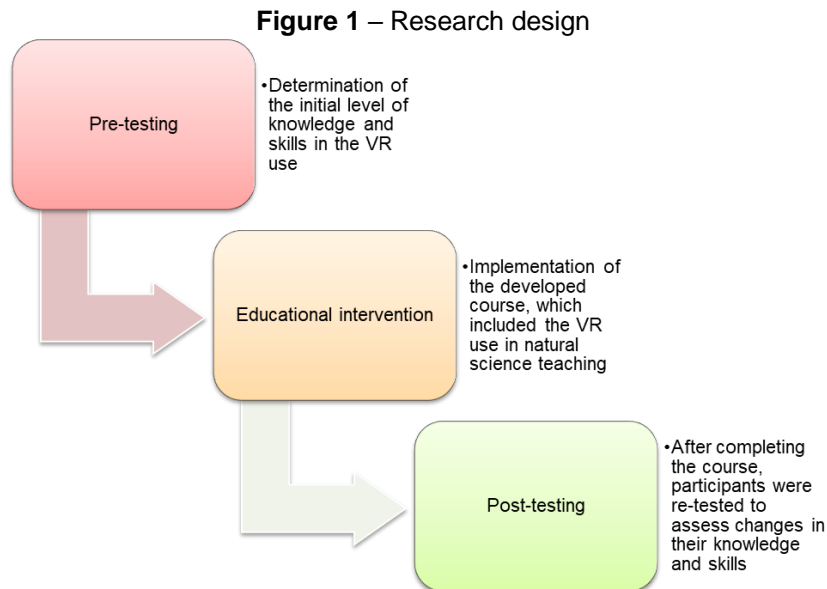 Figure 1 – Research design
Pre-testing
•Determination of
the initial level of
knowledge and
skills in the VR
use
Educational intervention
•Implementation of
the developed
course, which
included the VR
use in natural
science teaching
Post-testing
•After completing
the course,
participants were
re-tested to
assess changes in
their knowledge
and skills